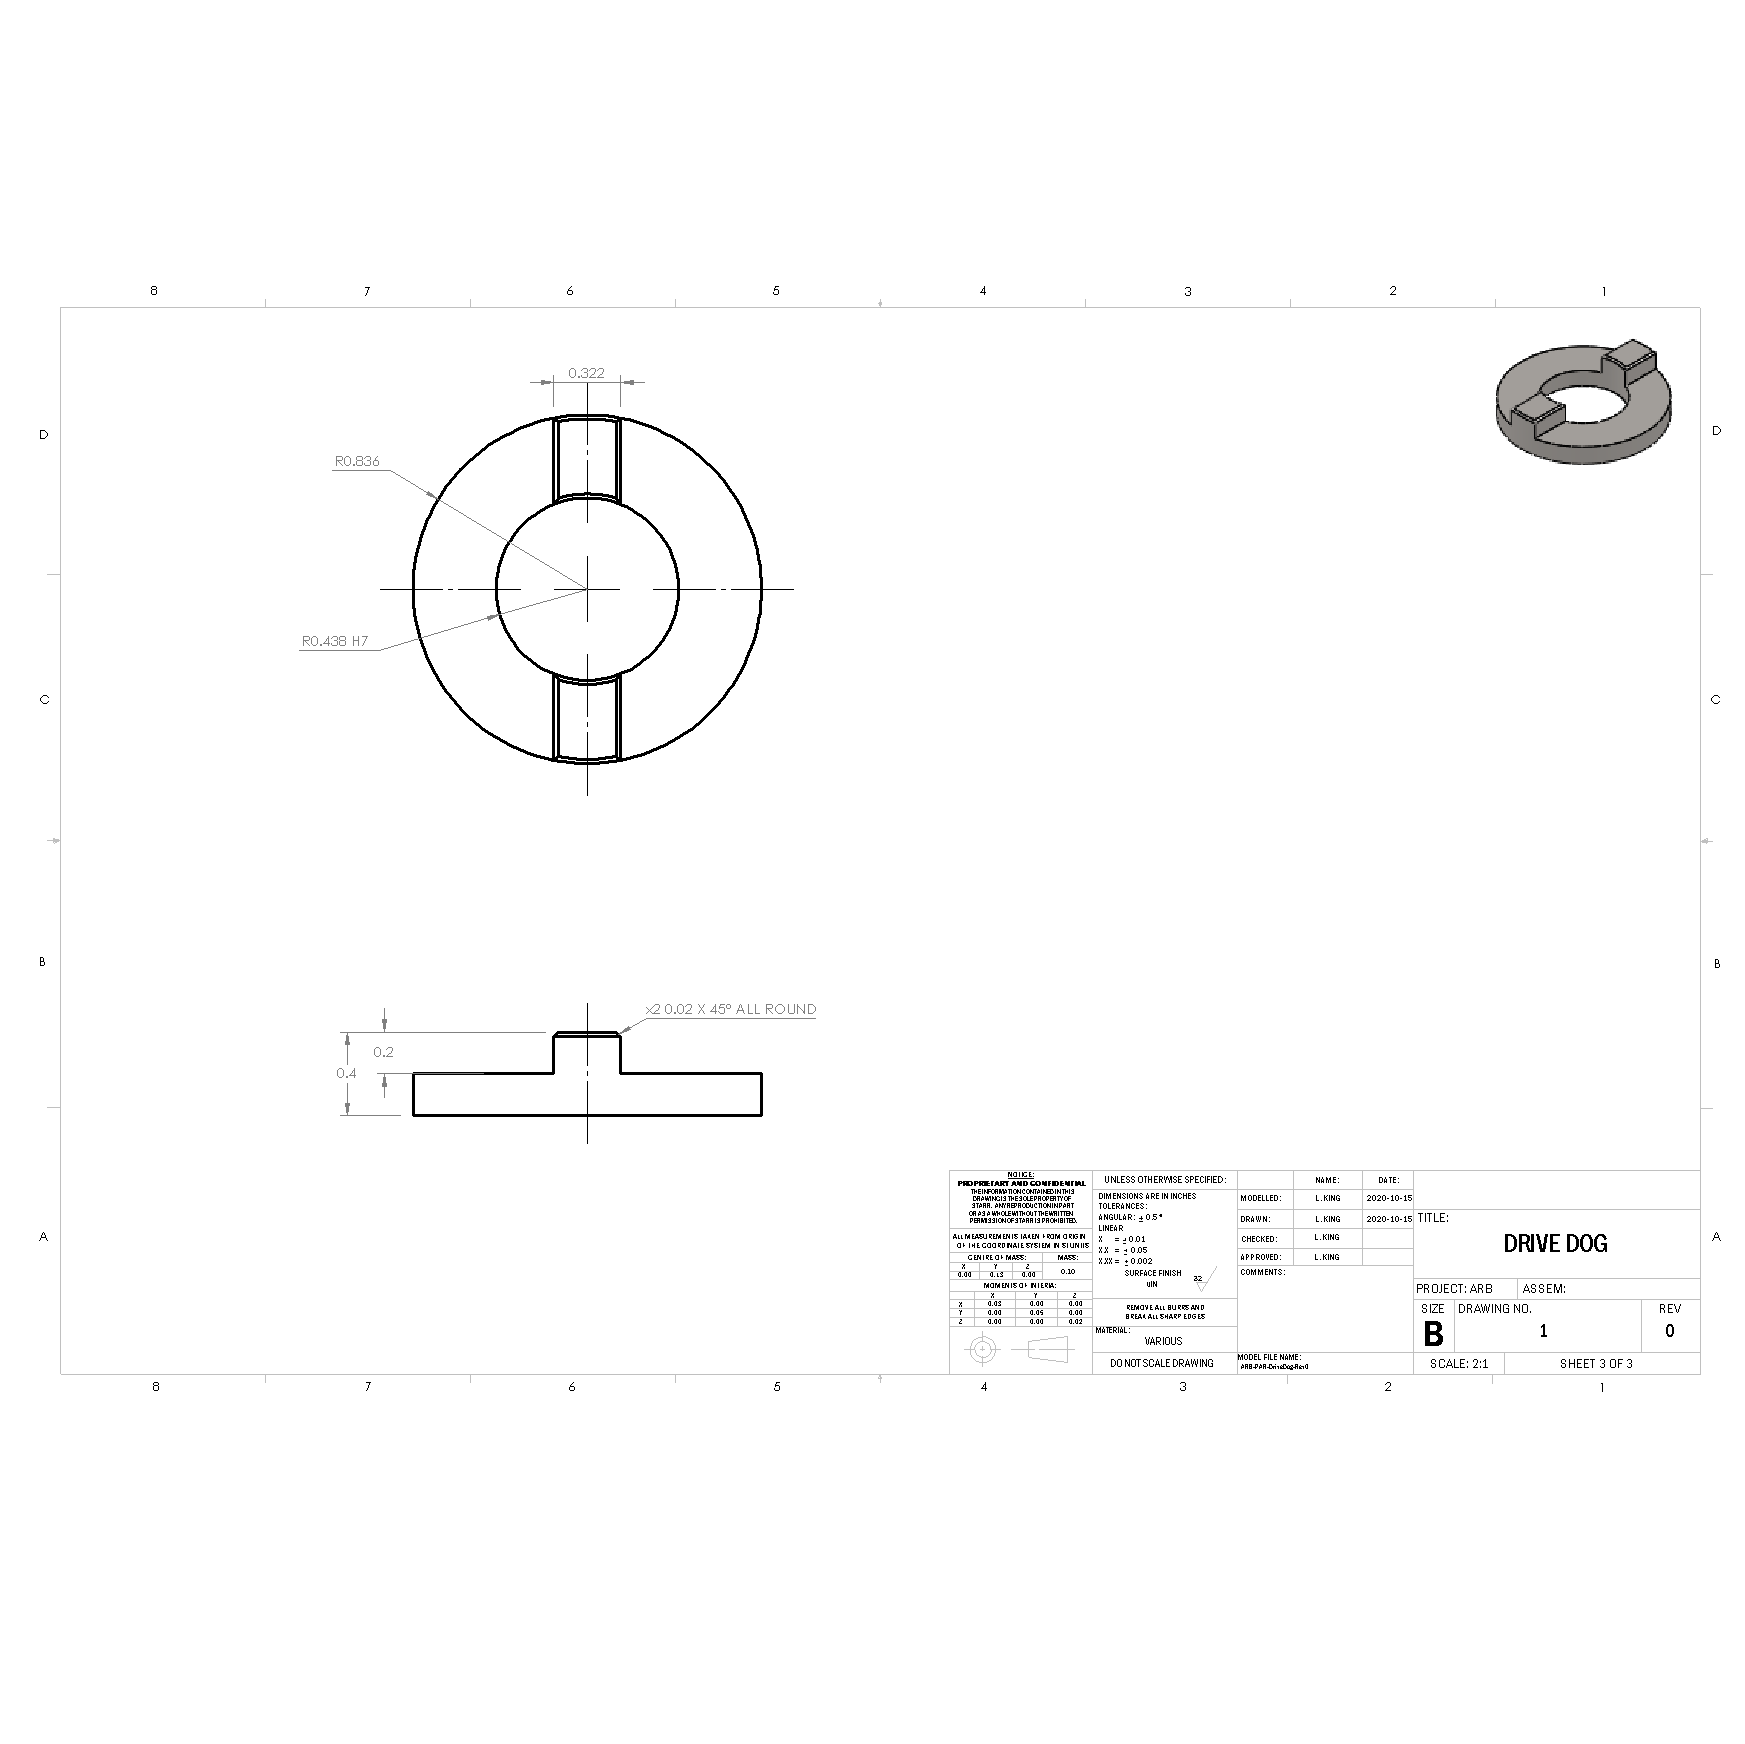 8 7 6 5 4 3 2 1
D D
C C
B B
A A
0.322
R0.836
R0.438 H7
x2 0.02 X 45° ALL ROUND
0.2
0.4
NOTICE:
PROPRIETARY AND CONFIDENTIAL
THE INFORMATION CONTAINED IN THIS
DRAWING IS THE SOLE PROPERTY OF
STARR. ANY REPRODUCTION IN PART
OR AS A WHOLE WITHOUT THE WRITTEN
PERMISSION OF STARR IS PROHIBITED.
ALL MEASUREMENTS TAKEN FROM ORIGIN
OF THE COORDINATE SYSTEM IN SI UNITS
CENTRE OF MASS: MASS:
X Y Z
0.00 0.13 0.00 0.10
MOMENTS OF INTERIA:
X Y Z
X 0.03 0.00 0.00
Y 0.00 0.05 0.00
Z 0.00 0.00 0.02
UNLESS OTHERWISE SPECIFIED:
DIMENSIONS ARE IN INCHES
TOLERANCES:
ANGULAR: ± 0.5°
LINEAR
X = ± 0.01
XX = ± 0.05
XXX = ± 0.002
SURFACE FINISH
uIN
32
REMOVE ALL BURRS AND
BREAK ALL SHARP EDGES
MATERIAL:
VARIOUS
DO NOT SCALE DRAWING
NAME: DATE:
MODELLED: L.KING 2020-10-15
DRAWN: L.KING 2020-10-15
CHECKED: L.KING
APPROVED: L.KING
COMMENTS:
MODEL FILE NAME:
ARB-PAR-DriveDog-Rev0
TITLE:
DRIVE DOG
PROJECT: ARB ASSEM:
SIZE DRAWING NO. REV
B 1 0
SCALE: 2:1 SHEET 3 OF 3
8 7 6 5 4 3 2 1